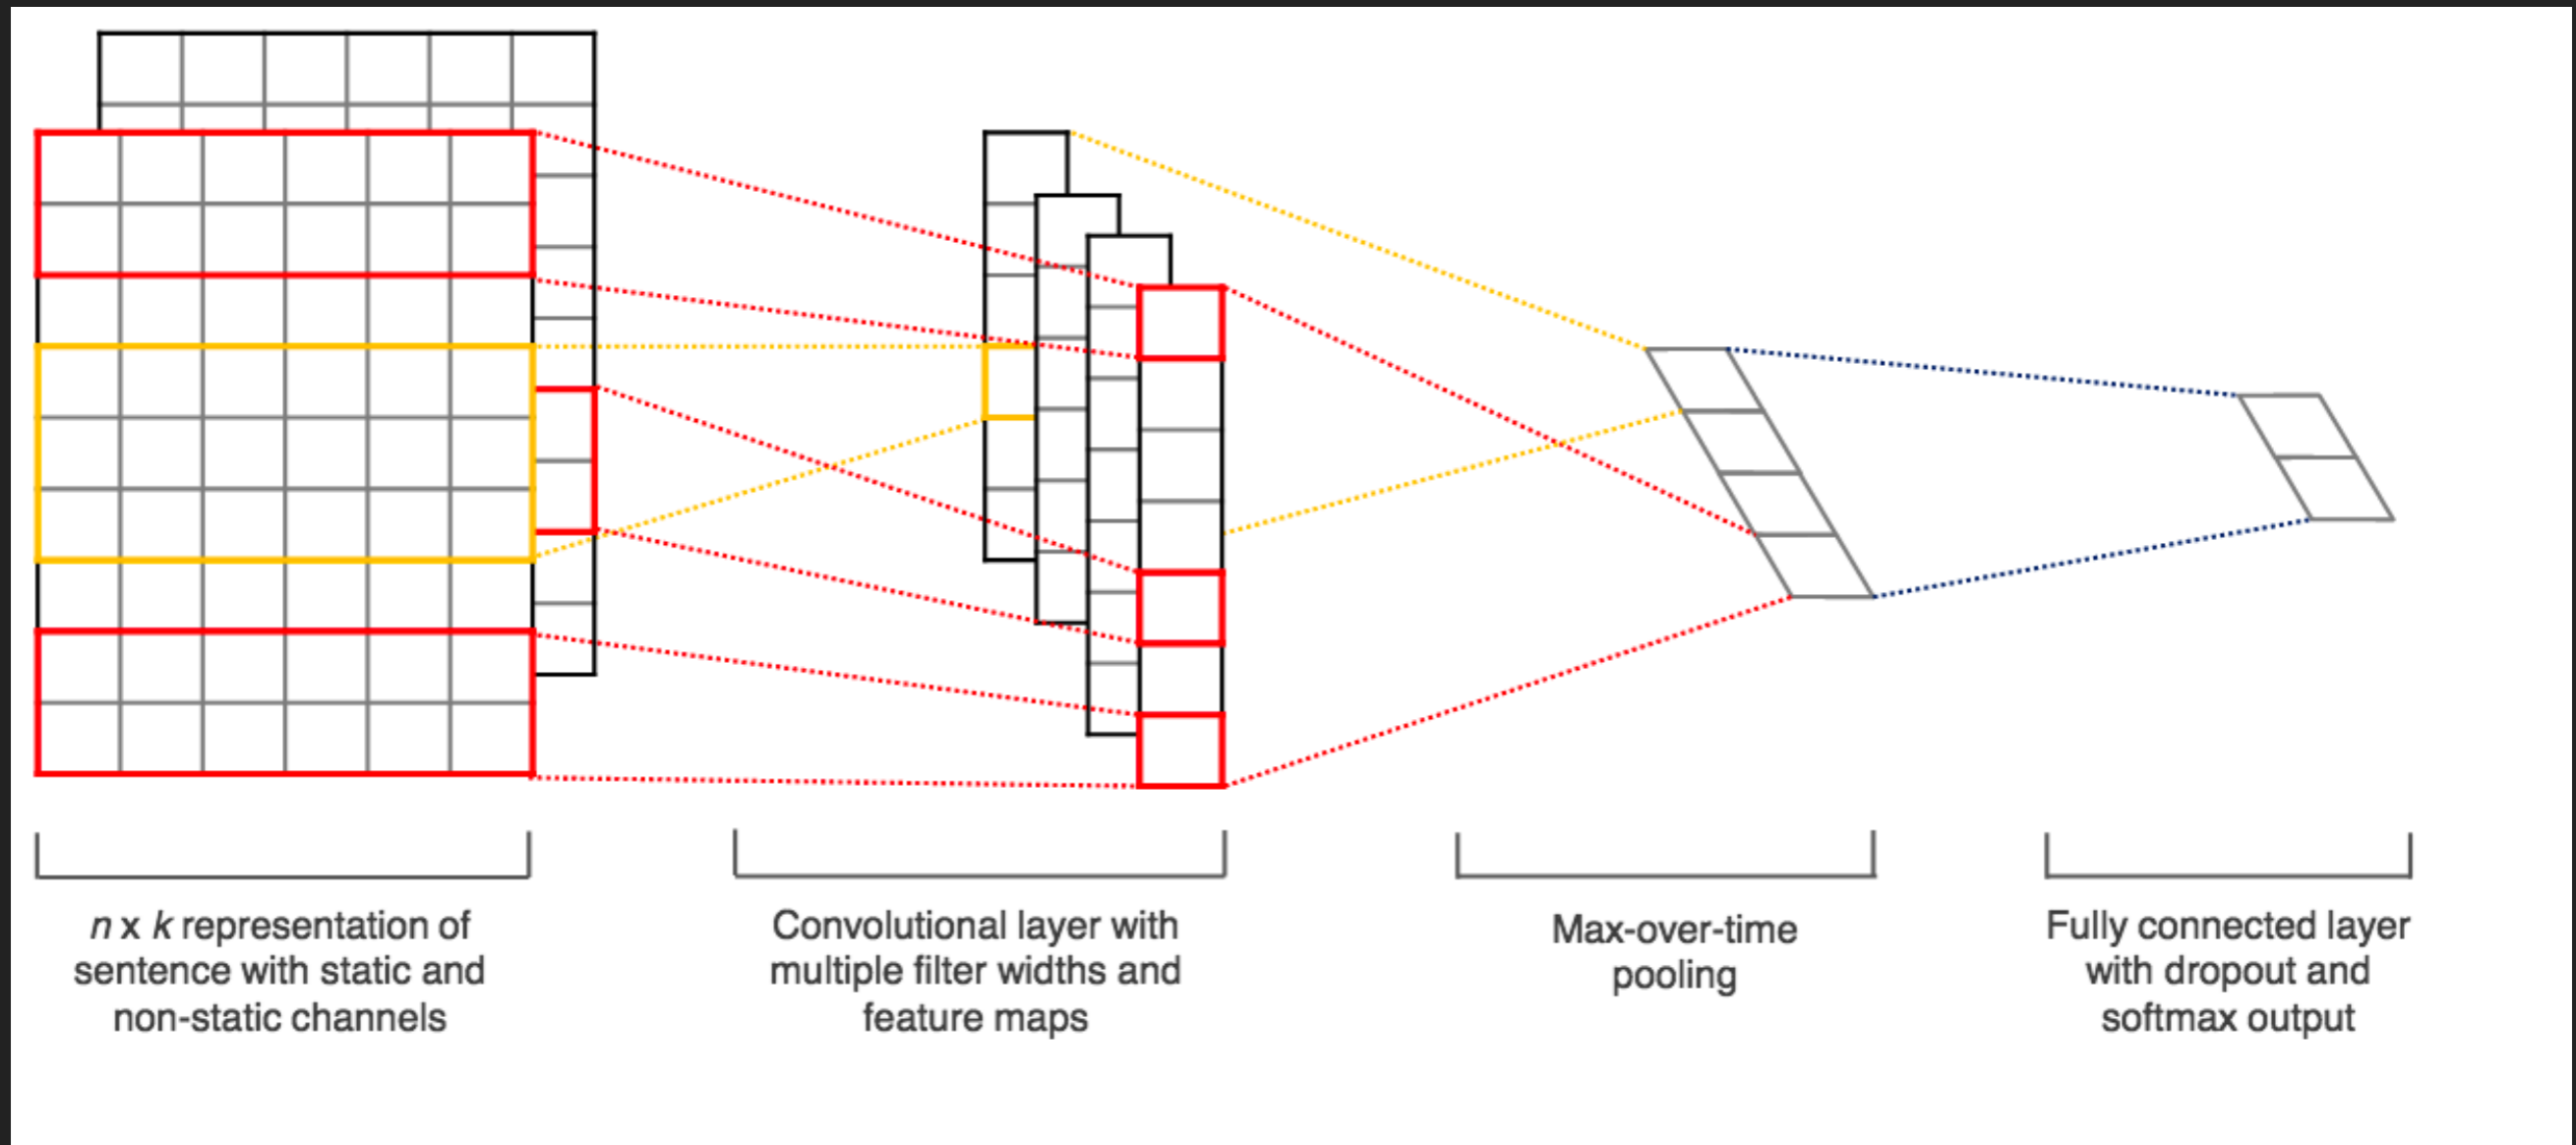 n x k representation of
sentence with static and
non-static channels
Convolutional layer with
multiple filter widths and
feature maps
Max-over-time
pooling
Fully connected layer
with dropout and
softmax output